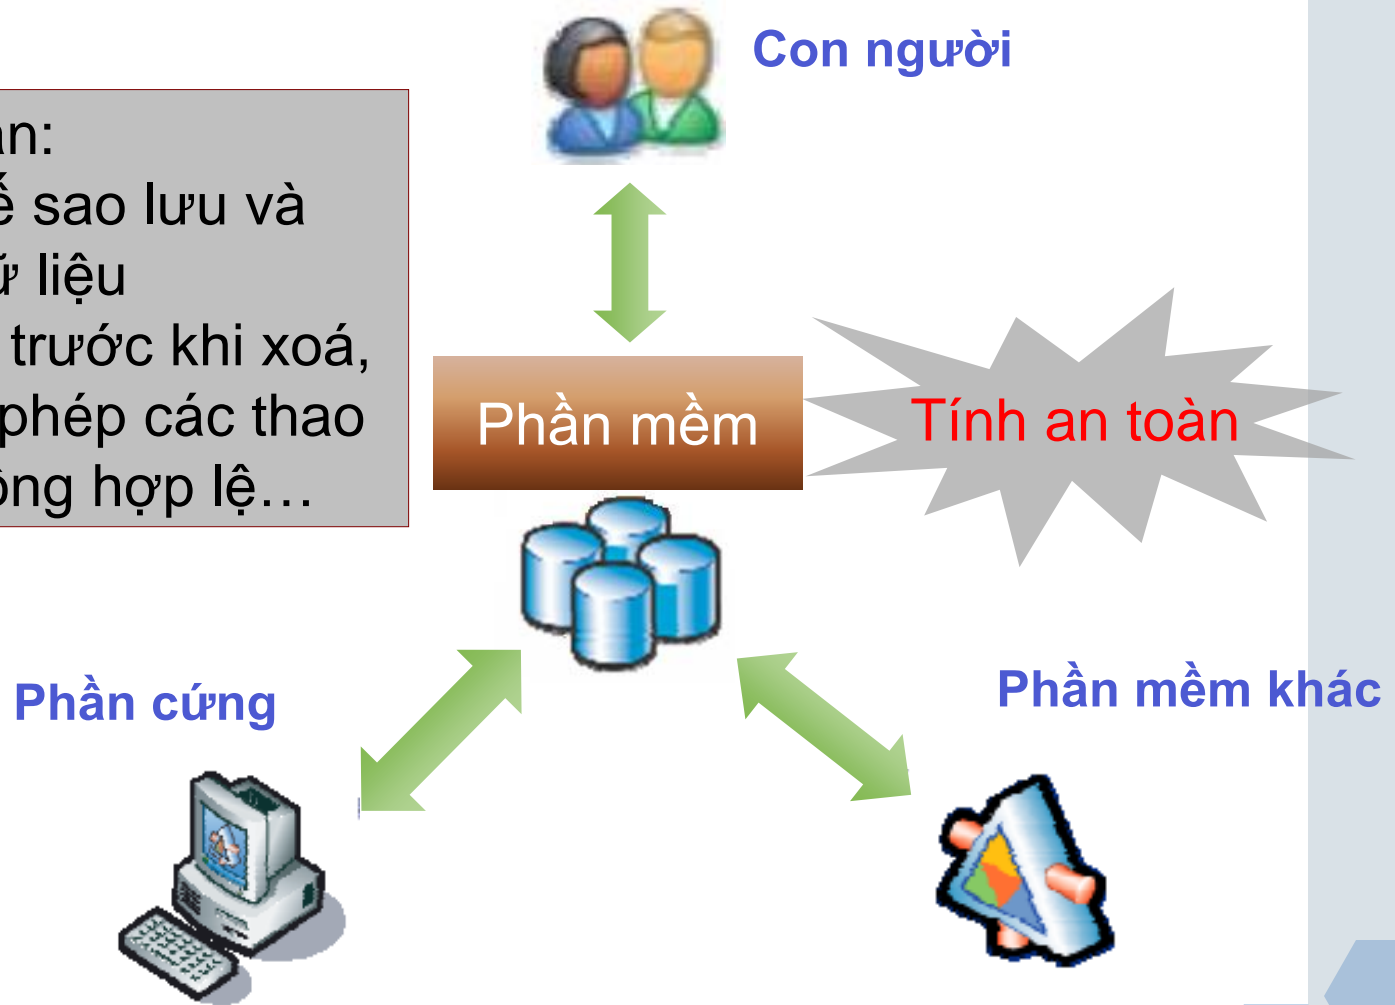 Con người
sao lưu và
liệu
trước khi xoá,
phép các thao
hợp lệ…
Phần mềm
Tính an toàn
Phần cứng
Phần mềm khác